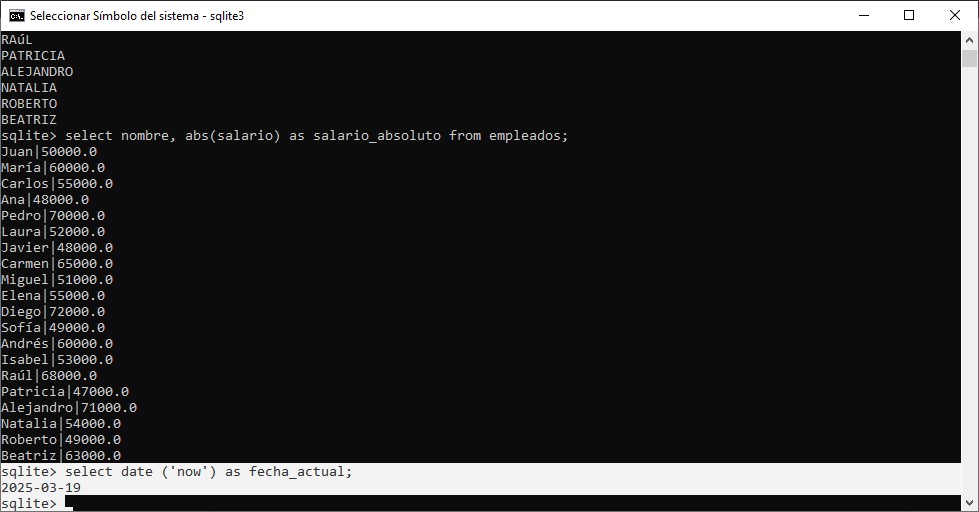 Seleccionar Símbolo del sistema - sqlite3
RAúL
PATRICIA
ALEJANDRO
NATALIA
ROBERTO
BEATRIZ
sqlite> select nombre, abs(salario) as salario_absoluto from empleados;
Juan|50000.0
María|60000.0
Carlos|55000.0
Ana|48000.0
Pedro|70000.0
Laura|52000.0
Javier|48000.0
Carmen|65000.0
Miguel|51000.0
Elena|55000.0
Diego|72000.0
Sofía|49000.0
Andrés|60000.0
Isabel|53000.0
Raúl|68000.0
Patricia|47000.0
Alejandro|71000.0
Natalia|54000.0
Roberto|49000.0
Beatriz|63000.0
sqlite> select date ('now') as fecha_actual;
2025-03-19
sqlite>